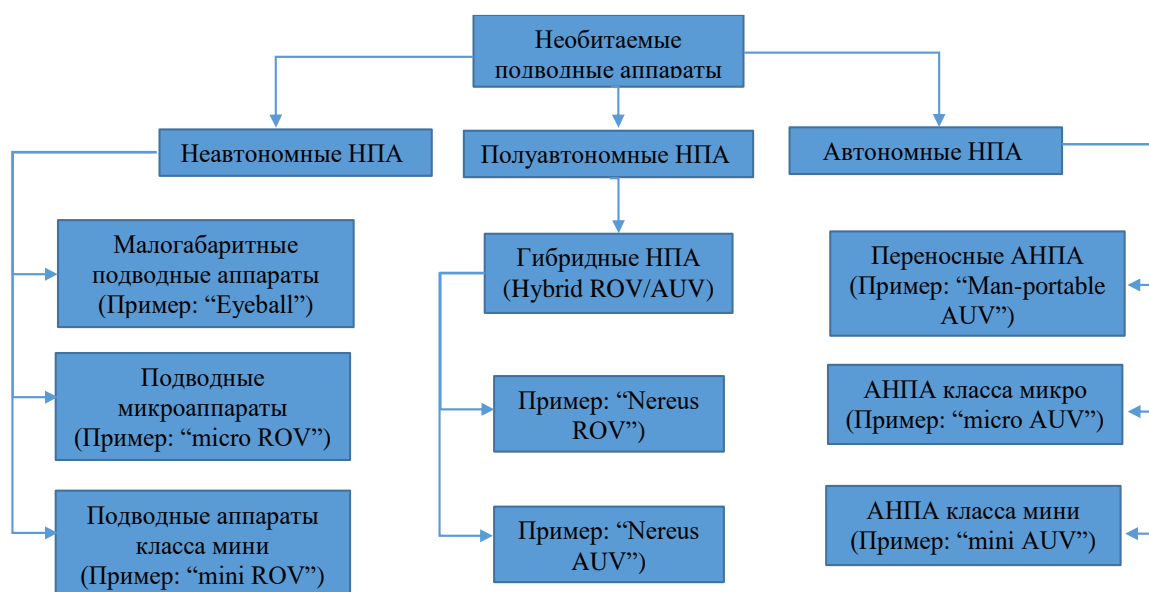 Необитаемые
подводные аппараты
Неавтономные НПА
Полуавтономные НПА
Автономные НПА
Малогабаритные
подводные аппараты
(Пример: “Eyeball”)
Гибридные НПА
(Hybrid ROV/AUV)
Переносные АНПА
(Пример: “Man-portable
AUV”)
Подводные
микроаппараты
(Пример: “micro ROV”)
Пример: “Nereus
ROV”)
АНПА класса микро
(Пример: “micro AUV”)
Подводные аппараты
класса мини
(Пример: “mini ROV”)
Пример: “Nereus
AUV”)
АНПА класса мини
(Пример: “mini AUV”)